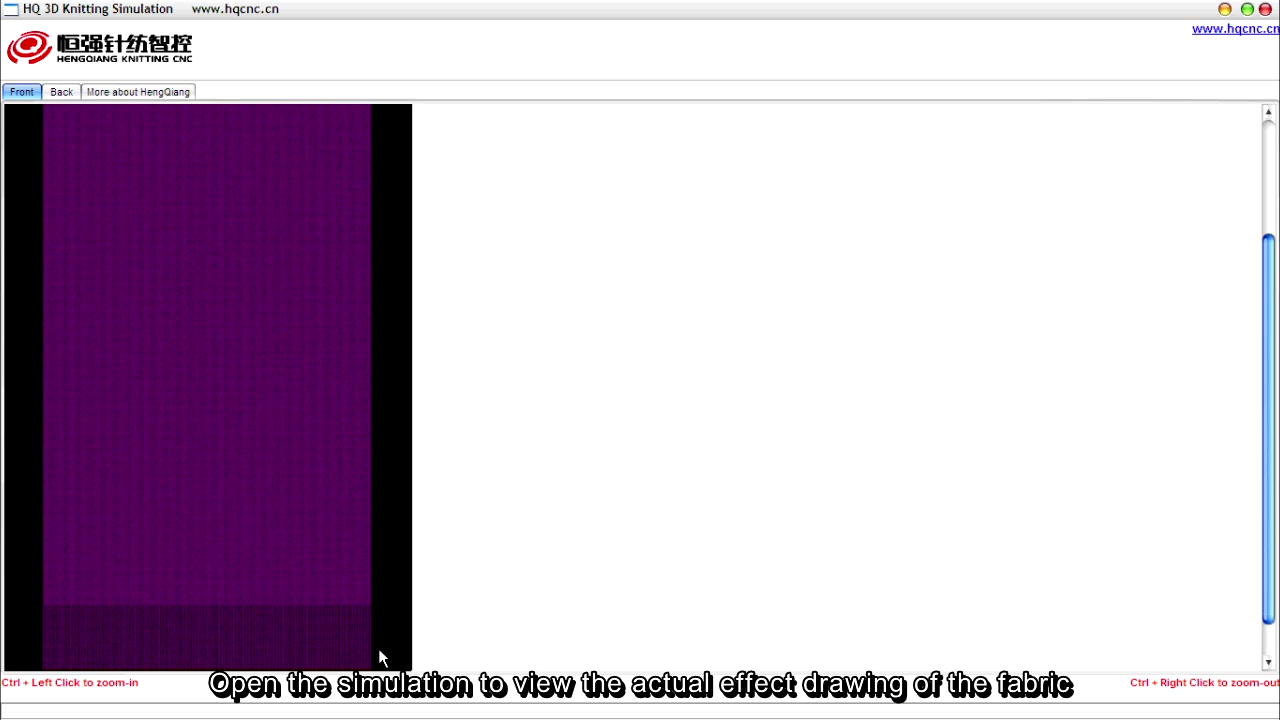 HQ 3D Knitting Simulation www.hqcnc.cn
www.hqcnc.cn
恒强针纺智控
HENGQIANG KNITTING CNC
Front Back More about HengQiang
Ctrl + Left Click to zoom-in
Open the simulation to view the actual effect drawing of the fabric
Ctrl + Right Click to zoom-out